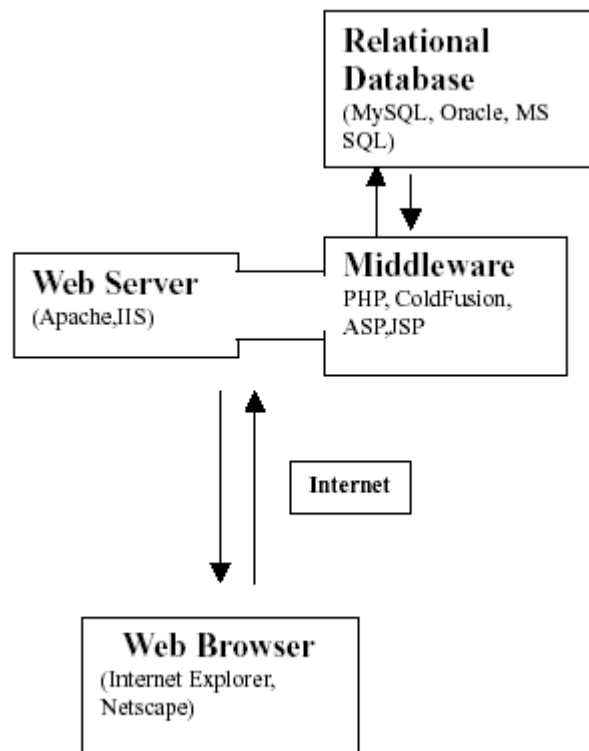 Relational
Database
(MySQL, Oracle, MS
SQL)
Web Server
(Apache,IIS)
Middleware
PHP, ColdFusion,
ASP,JSP
Internet
Web Browser
(Internet Explorer,
Netscape)